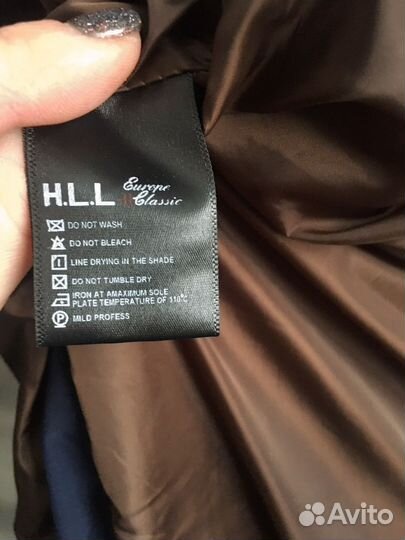 H.L.L Europe Classic
DO NOT WASH
DO NOT BLEACH
LINE DRYING IN THE SHADE
DO NOT TUMBLE DRY
IRON AT AMAXIMUM SOLE
PLATE TEMPERATURE OF 110℃
P MILD PROFESS
Avito